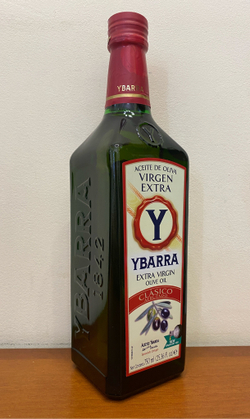 YBARRA
ACEITE DE OLIVA
VIRGEN
EXTRA
Y
YBARRA
EXTRA VIRGIN
OLIVE OIL
CLÁSICO
YBARRA
1842